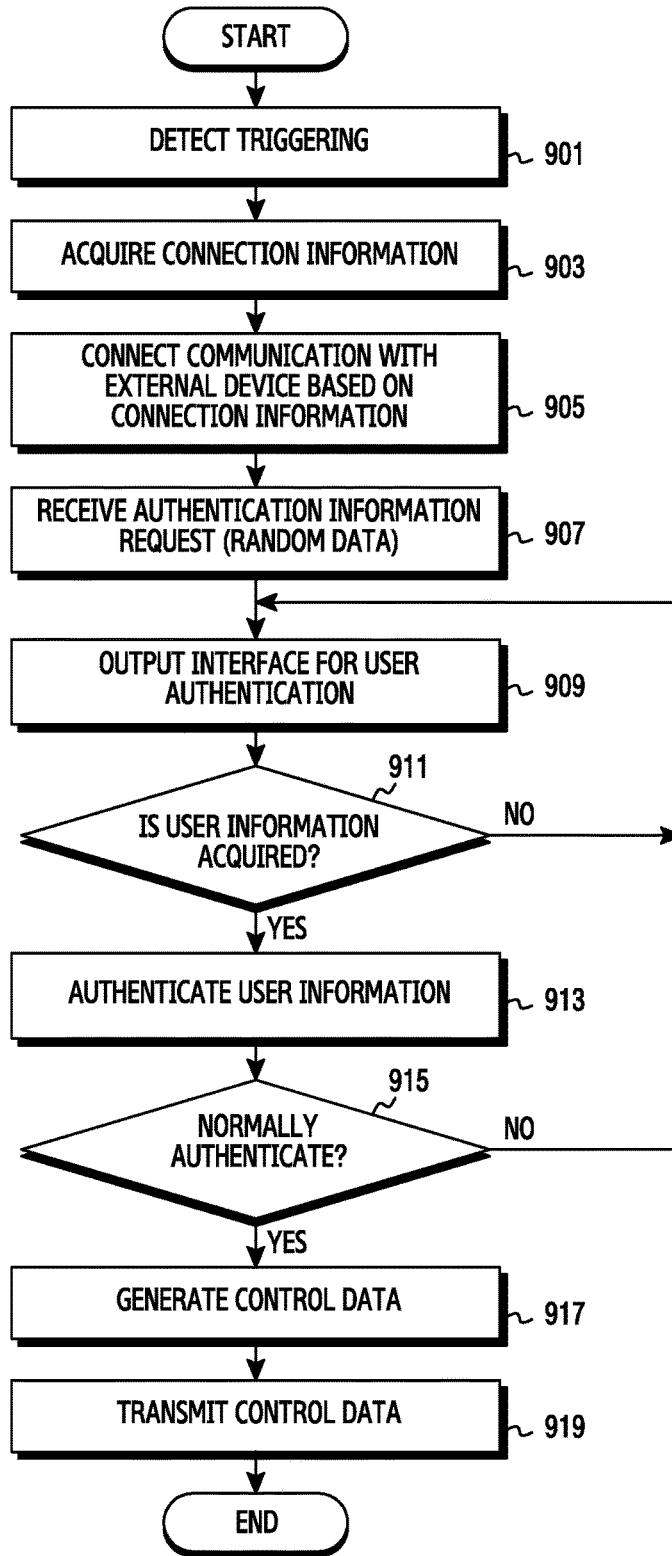 START
DETECT TRIGGERING
901
ACQUIRE CONNECTION INFORMATION
903
CONNECT COMMUNICATION WITH
EXTERNAL DEVICE BASED ON
CONNECTION INFORMATION
905
RECEIVE AUTHENTICATION INFORMATION
REQUEST (RANDOM DATA)
907
OUTPUT INTERFACE FOR USER
AUTHENTICATION
909
911
IS USER INFORMATION
ACQUIRED?
NO
YES
AUTHENTICATE USER INFORMATION
913
915
NORMALLY
AUTHENTICATE?
NO
YES
GENERATE CONTROL DATA
917
TRANSMIT CONTROL DATA
919
END